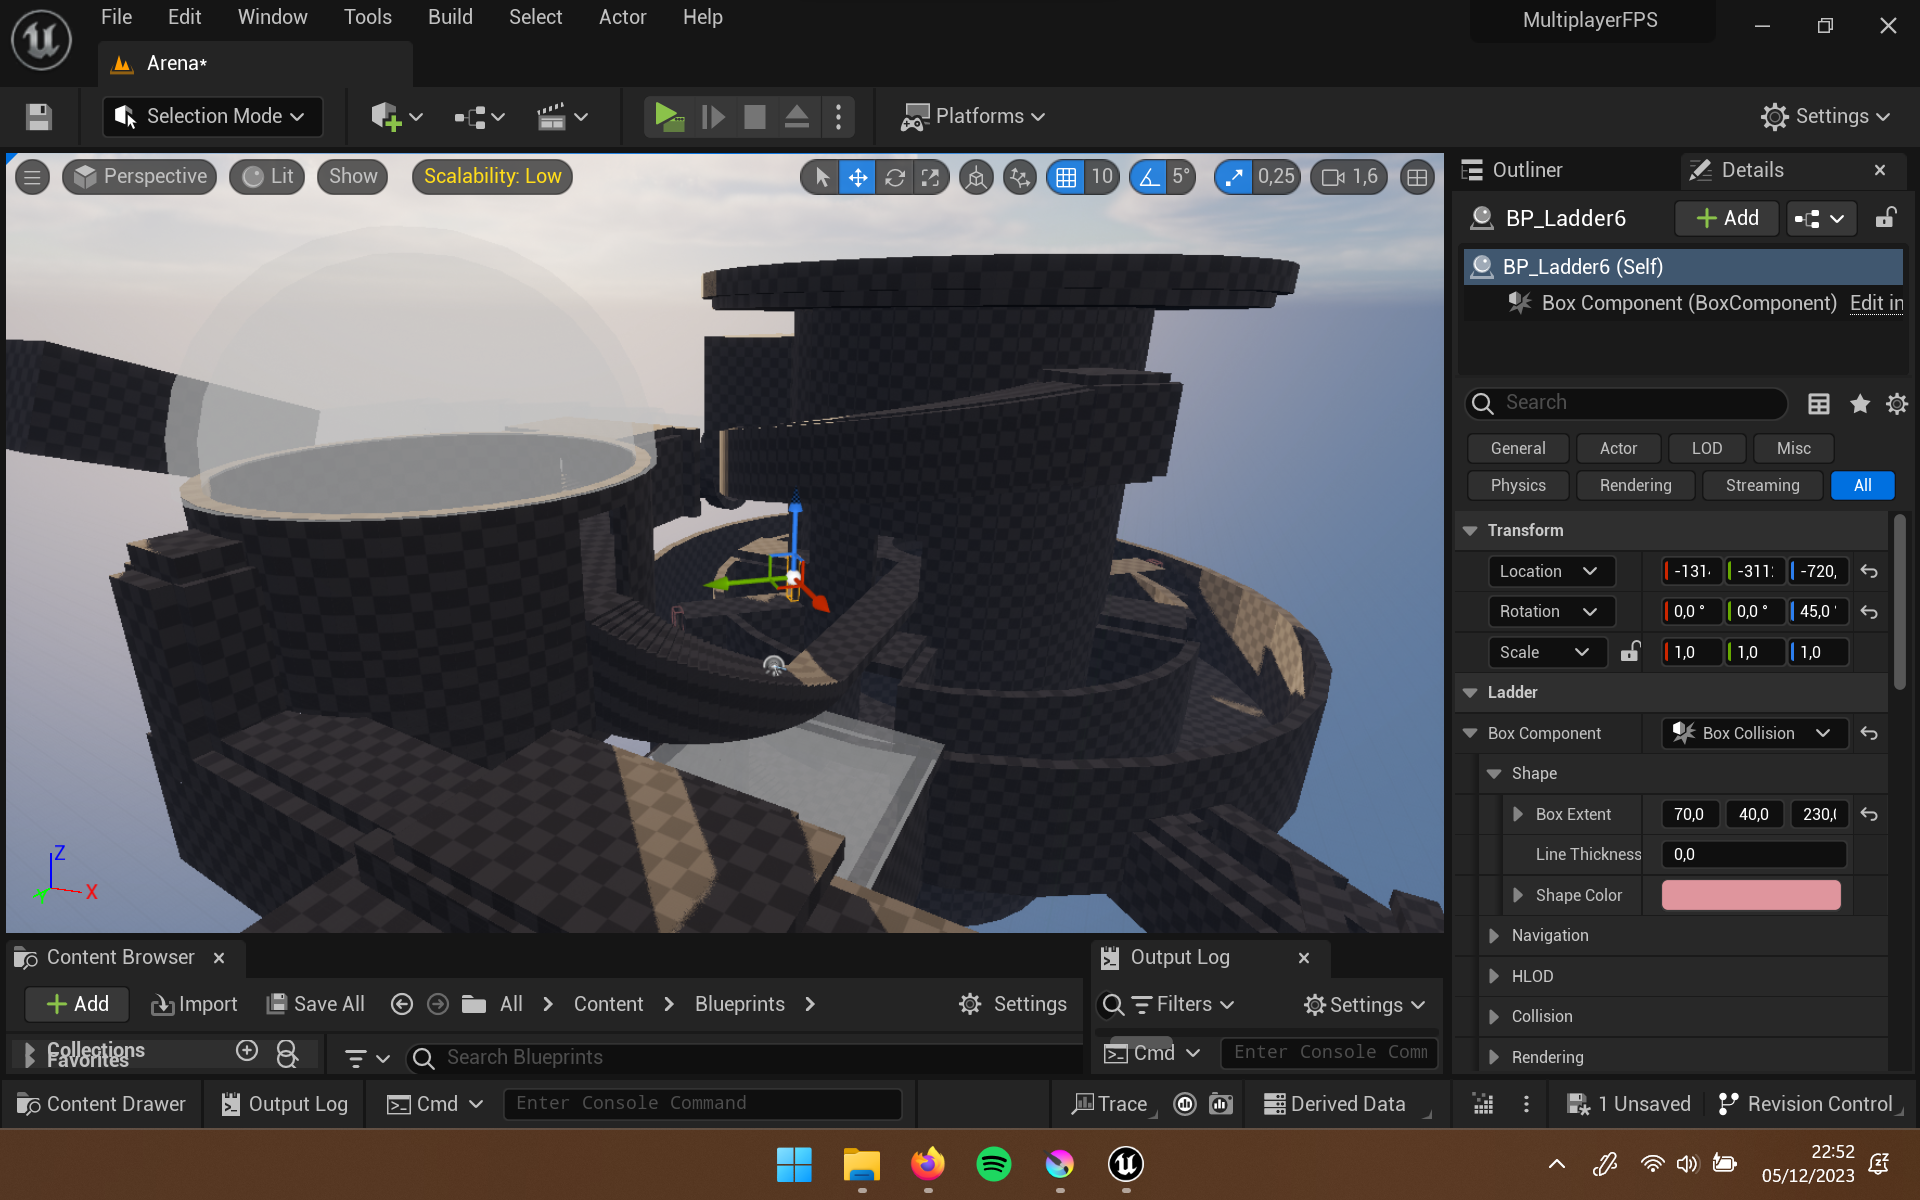 File Edit Window Tools Build Select Actor Help
MultiplayerFPS
Arena*
Selection Mode
Platforms
Settings
Perspective Lit Show Scalability: Low
10 5° 0,25 1,6
Outliner Details
BP_Ladder6 Add
BP_Ladder6 (Self)
Box Component (BoxComponent) Edit in
Search
General Actor LOD Misc
Physics Rendering Streaming All
Transform
Location -131 -311 -720,
Rotation 0,0 ° 0,0 ° 45,0 °
Scale 1,0 1,0 1,0
Ladder
Box Component Box Collision
Shape
Box Extent 70,0 40,0 230,0
Line Thickness 0,0
Shape Color
Navigation
HLOD
Collision
Rendering
Z
X
Content Browser
Add Import Save All All Content Blueprints Settings
Collections
Favorites
Search Blueprints
Output Log
Filters Settings
Cmd Enter Console Comm
Content Drawer Output Log Cmd Enter Console Command Trace Derived Data 1 Unsaved Revision Control
22:52
05/12/2023